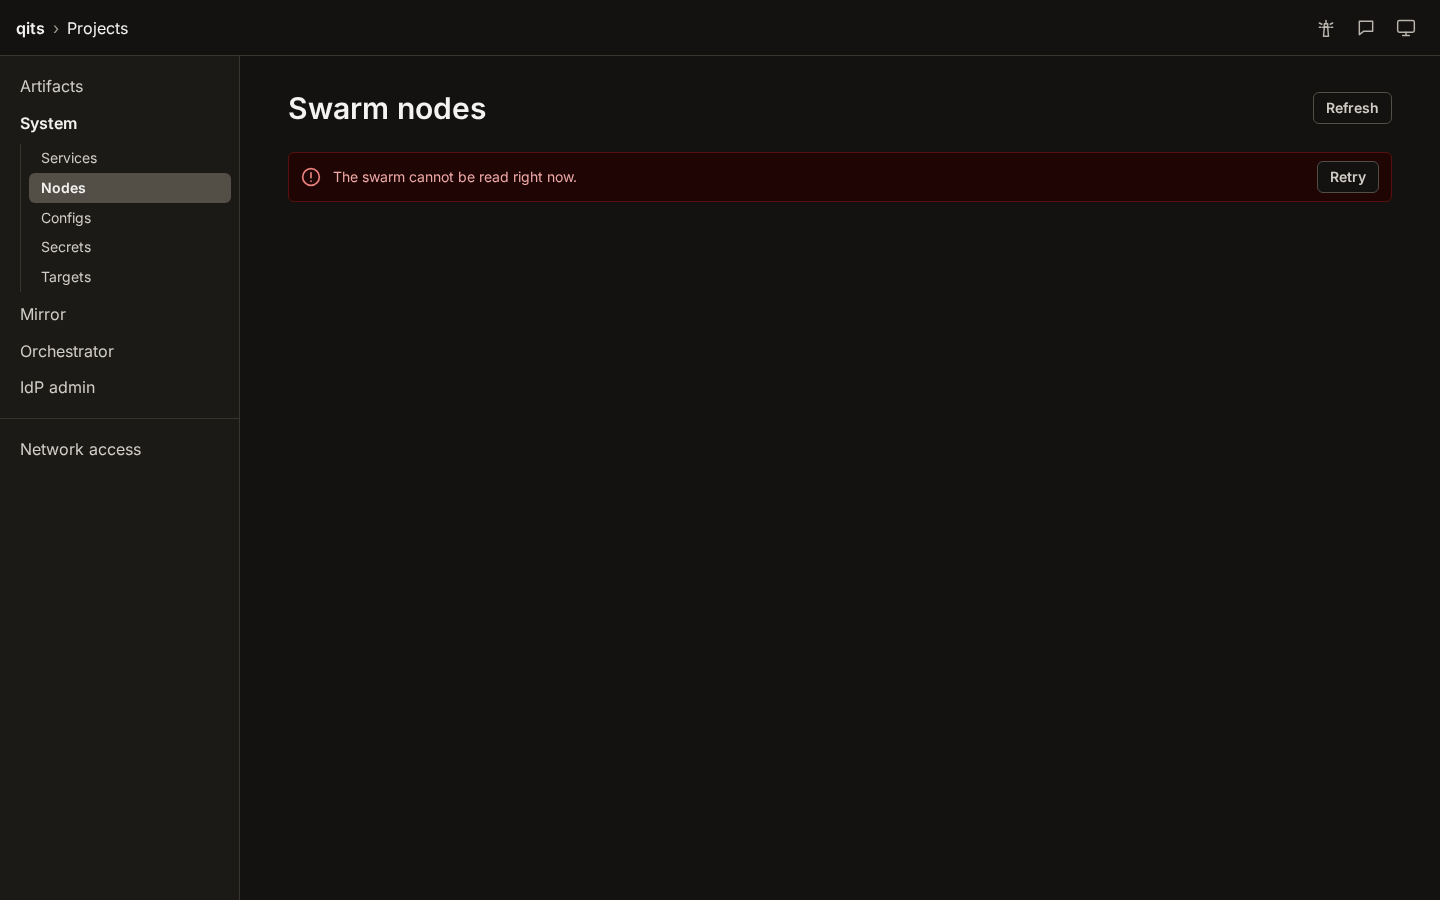 qits › Projects
Artifacts
System
Services
Nodes
Configs
Secrets
Targets
Mirror
Orchestrator
IdP admin
Network access
Swarm nodes
Refresh
The swarm cannot be read right now.
Retry